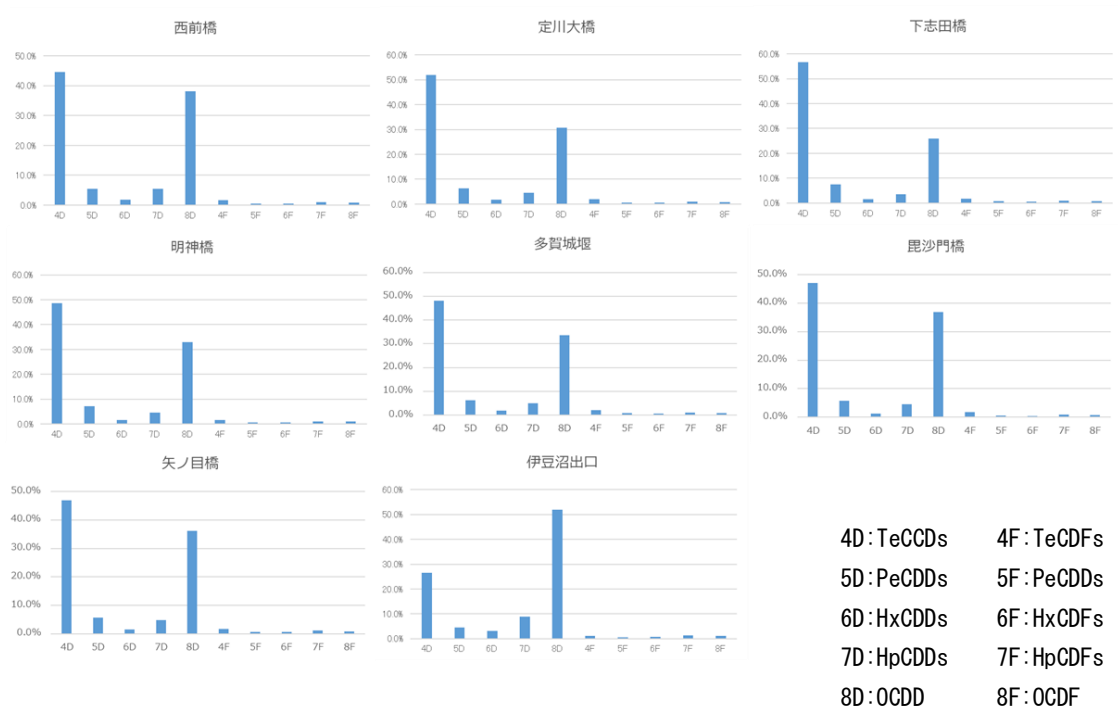 西前橋
50.0%
40.0%
30.0%
20.0%
10.0%
0.0%
4D 5D 6D 7D 8D 4F 5F 6F 7F 8F
定川大橋
60.0%
50.0%
40.0%
30.0%
20.0%
10.0%
0.0%
4D 5D 6D 7D 8D 4F 5F 6F 7F 8F
下志田橋
60.0%
50.0%
40.0%
30.0%
20.0%
10.0%
0.0%
4D 5D 6D 7D 8D 4F 5F 6F 7F 8F
明神橋
60.0%
50.0%
40.0%
30.0%
20.0%
10.0%
0.0%
4D 5D 6D 7D 8D 4F 5F 6F 7F 8F
多賀城堰
60.0%
50.0%
40.0%
30.0%
20.0%
10.0%
0.0%
4D 5D 6D 7D 8D 4F 5F 6F 7F 8F
毘沙門橋
50.0%
40.0%
30.0%
20.0%
10.0%
0.0%
4D 5D 6D 7D 8D 4F 5F 6F 7F 8F
矢ノ目橋
50.0%
40.0%
30.0%
20.0%
10.0%
0.0%
4D 5D 6D 7D 8D 4F 5F 6F 7F 8F
伊豆沼出口
60.0%
50.0%
40.0%
30.0%
20.0%
10.0%
0.0%
4D 5D 6D 7D 8D 4F 5F 6F 7F 8F
4D：TeCCDs 4F：TeCDFs
5D：PeCDDs 5F：PeCDDs
6D：HxCDDs 6F：HxCDFs
7D：HpCDDs 7F：HpCDFs
8D：OCDD 8F：OCDF